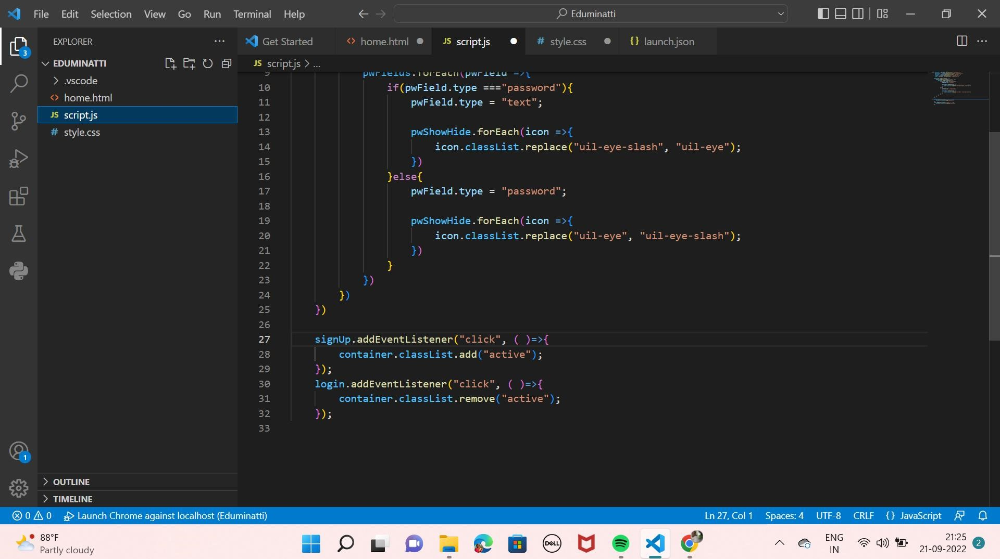 File Edit Selection View Go Run Terminal Help
Eduminatti
EXPLORER
Get Started
home.html
JS script.js
# style.css
{} launch.json
3
EDUMINATTI
JS script.js > ...
.vscode
<> home.html
JS script.js
# style.css
9 pwFields.forEach(pwField =>{
10 if(pwField.type ==="password"){
11 pwField.type = "text";
12
13 pwShowHide.forEach(icon =>{
14 icon.classList.replace("uil-eye-slash", "uil-eye");
15 })
16 }else{
17 pwField.type = "password";
18
19 pwShowHide.forEach(icon =>{
20 icon.classList.replace("uil-eye", "uil-eye-slash");
21 })
22 }
23 })
24 })
25 })
26
27 signUp.addEventListener("click", ( )=>{
28 container.classList.add("active");
29 });
30 login.addEventListener("click", ( )=>{
31 container.classList.remove("active");
32 });
33
1
OUTLINE
TIMELINE
0 0 Launch Chrome against localhost (Eduminatti)
Ln 27, Col 1 Spaces: 4 UTF-8 CRLF {} JavaScript
88°F
Partly cloudy
DELL
ENG
IN
21:25
21-09-2022
2